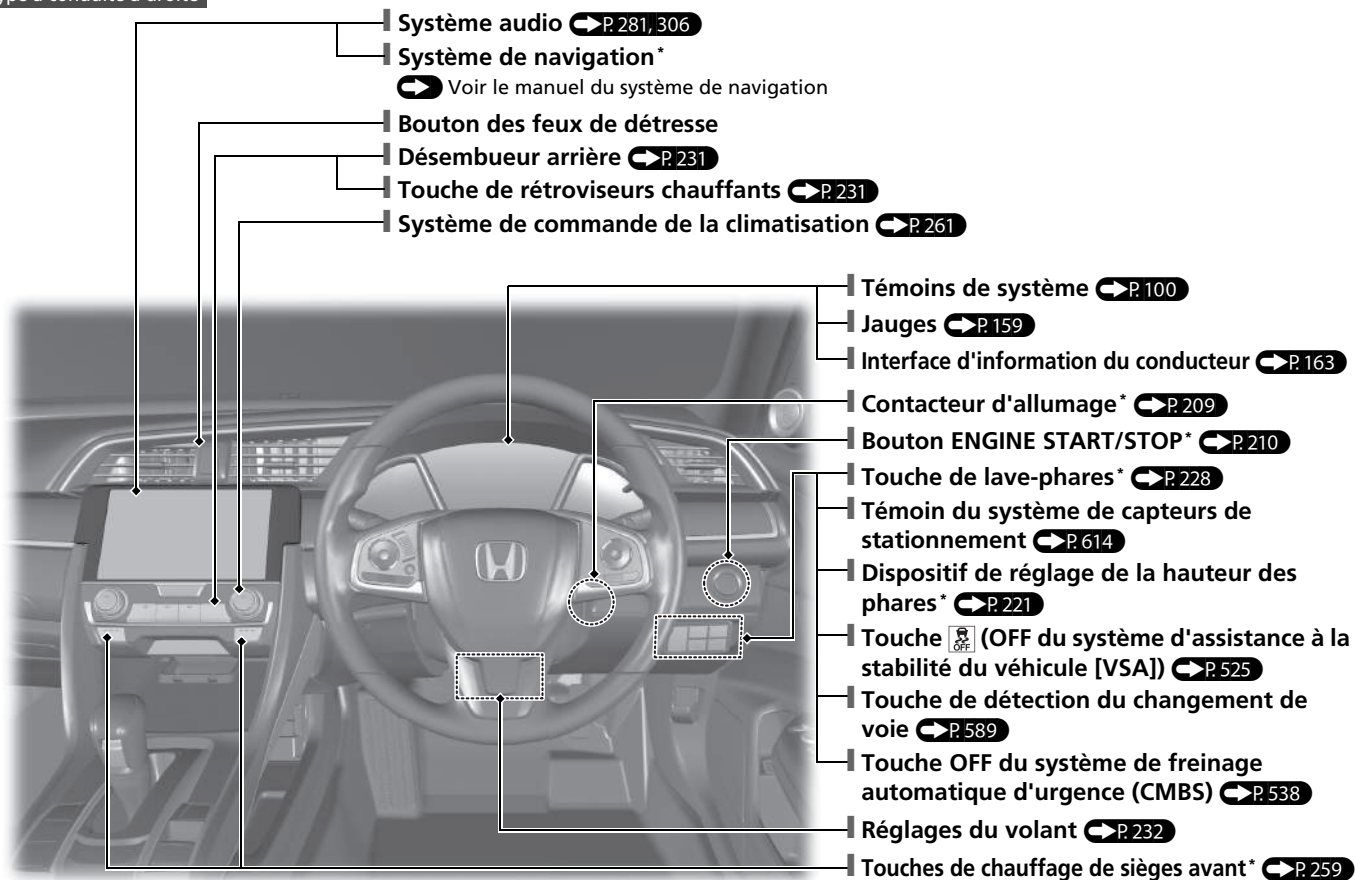 conduite à droite
Système audio P. 281, 306
Système de navigation*
Voir le manuel du système de navigation
Bouton des feux de détresse
Désembueur arrière P. 231
Touche de rétroviseurs chauffants P. 231
Système de commande de la climatisation P. 261
Témoins de système P. 100
Jauges P. 159
Interface d'information du conducteur P. 163
Contacteur d'allumage* P. 209
Bouton ENGINE START/STOP* P. 210
Touche de lave-phares* P. 228
Témoin du système de capteurs de
stationnement P. 614
Dispositif de réglage de la hauteur des
phares* P. 221
Touche OFF (OFF du système d'assistance à la
stabilité du véhicule [VSA]) P. 525
Touche de détection du changement de
voie P. 589
Touche OFF du système de freinage
automatique d'urgence (CMBS) P. 538
Réglages du volant P. 232
Touches de chauffage de sièges avant* P. 259